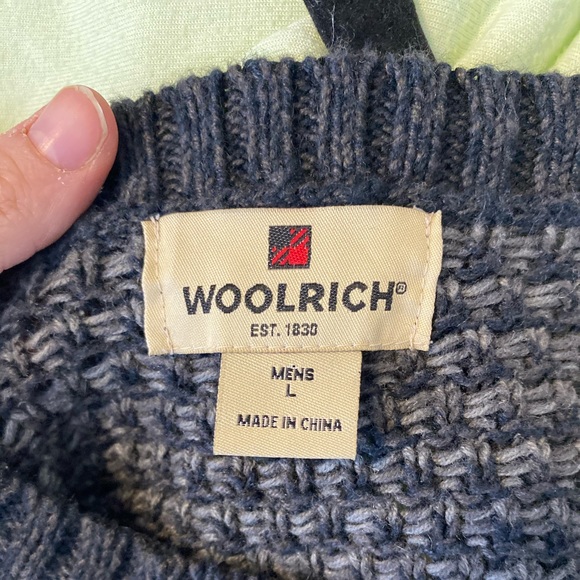 WOOLRICH®
EST. 1830
MENS
L
MADE IN CHINA